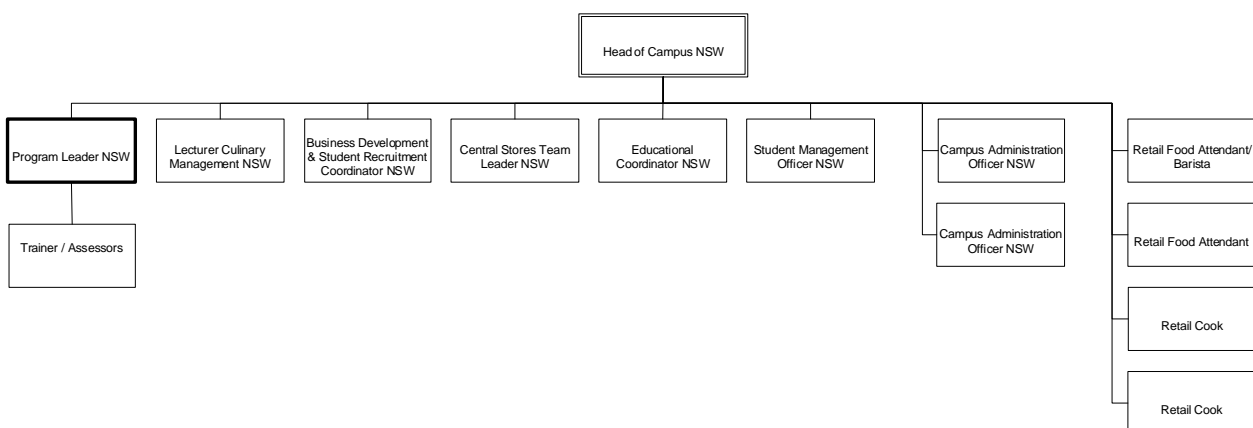 Head of Campus NSW
Program Leader NSW
Lecturer Culinary
Management NSW
Business Development
& Student Recruitment
Coordinator NSW
Central Stores Team
Leader NSW
Educational
Coordinator NSW
Student Management
Officer NSW
Campus Administration
Officer NSW
Retail Food Attendant/
Barista
Trainer / Assessors
Campus Administration
Officer NSW
Retail Food Attendant
Retail Cook
Retail Cook